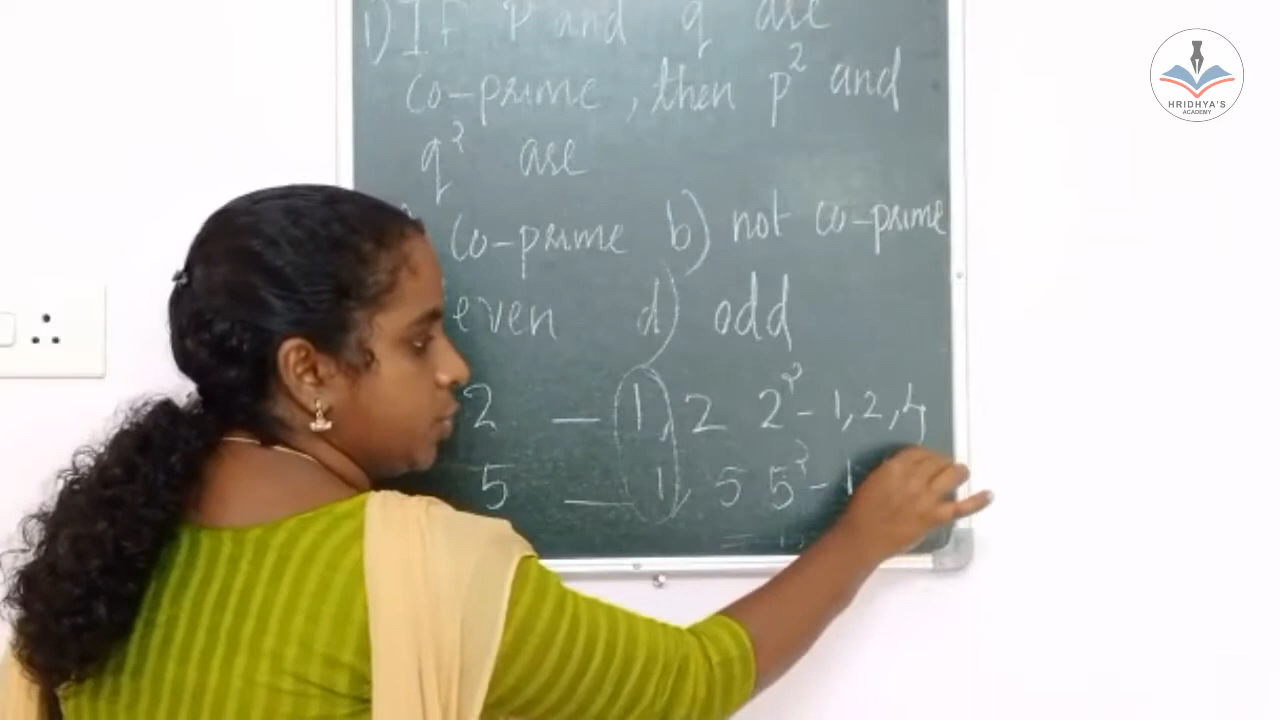 1) If p and q are
co-prime, then p² and
q² are
co-prime b) not co-prime
even d) odd
2 — 1, 2 2² - 1, 2, 4
5 — 1, 5 5² - 1
HRIDHYA'S
ACADEMY